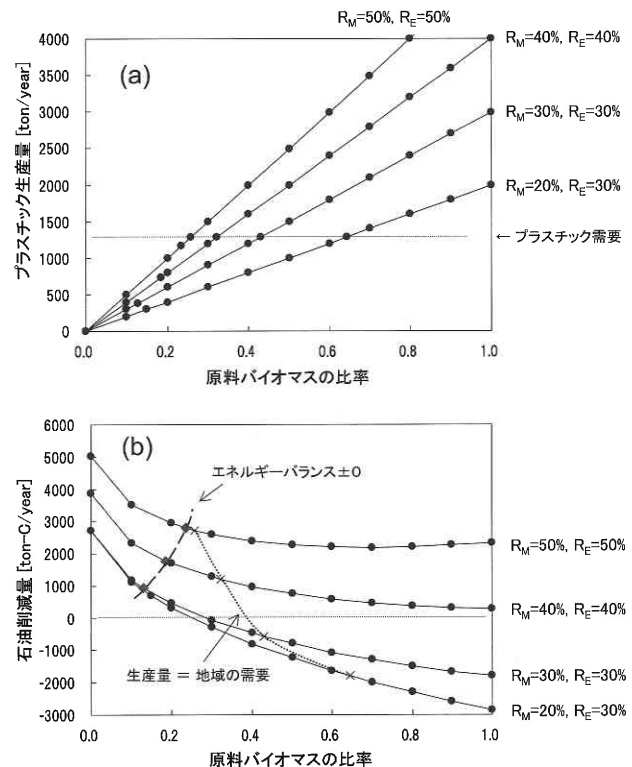 R_M=50%, R_E=50%
(a)
R_M=40%, R_E=40%
R_M=30%, R_E=30%
R_M=20%, R_E=30%
← プラスチック需要
プラスチック生産量 [ton/year]
4000
3500
3000
2500
2000
1500
1000
500
0
0.0 0.2 0.4 0.6 0.8 1.0
原料バイオマスの比率
(b)
エネルギーバランス±0
石油削減量 [ton-C/year]
6000
5000
4000
3000
2000
1000
0
-1000
-2000
-3000
R_M=50%, R_E=50%
R_M=40%, R_E=40%
R_M=30%, R_E=30%
R_M=20%, R_E=30%
生産量 = 地域の需要
0.0 0.2 0.4 0.6 0.8 1.0
原料バイオマスの比率